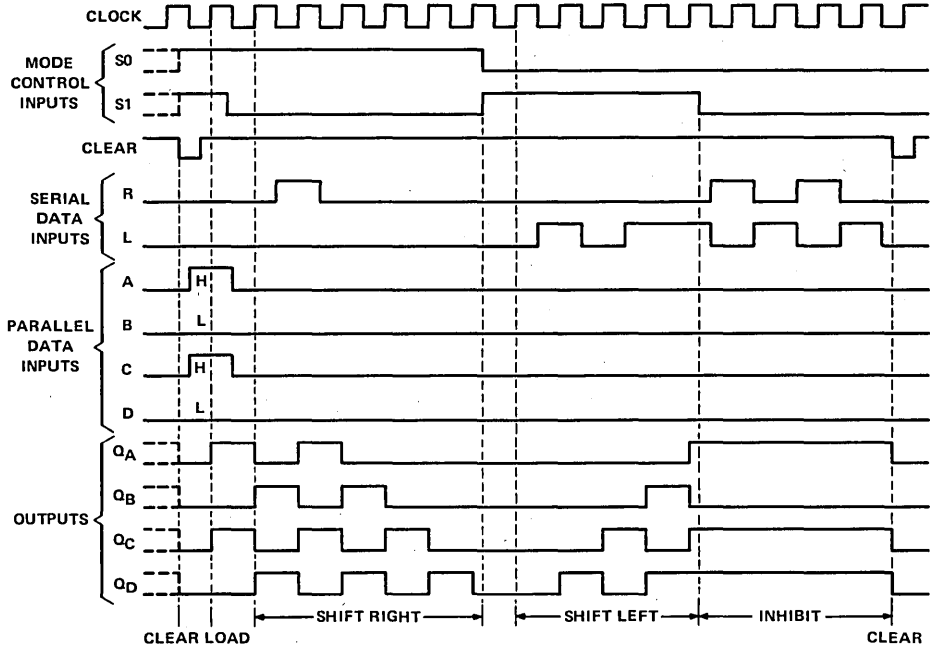 CLOCK
MODE
CONTROL
INPUTS
S0
S1
CLEAR
SERIAL
DATA
INPUTS
R
L
PARALLEL
DATA
INPUTS
A
H
B
L
C
H
D
L
OUTPUTS
QA
QB
QC
QD
SHIFT RIGHT
SHIFT LEFT
INHIBIT
CLEAR LOAD
CLEAR